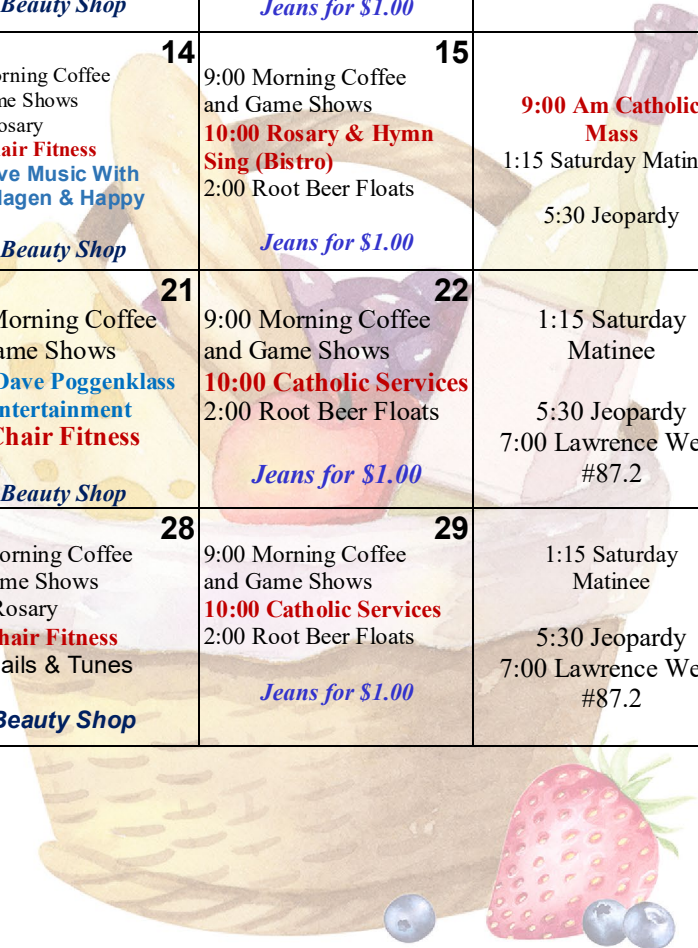 Beauty Shop
Jeans for $1.00
14
orning Coffee
me Shows
osary
air Fitness
ve Music With
lagen & Happy
Beauty Shop
15
9:00 Morning Coffee
and Game Shows
10:00 Rosary & Hymn
Sing (Bistro)
2:00 Root Beer Floats
Jeans for $1.00
9:00 Am Catholic
Mass
1:15 Saturday Matin
5:30 Jeopardy
21
Morning Coffee
ame Shows
Dave Poggenklass
ntertainment
Chair Fitness
Beauty Shop
22
9:00 Morning Coffee
and Game Shows
10:00 Catholic Services
2:00 Root Beer Floats
Jeans for $1.00
1:15 Saturday
Matinee
5:30 Jeopardy
7:00 Lawrence We
#87.2
28
orning Coffee
me Shows
Rosary
hair Fitness
ails & Tunes
Beauty Shop
29
9:00 Morning Coffee
and Game Shows
10:00 Catholic Services
2:00 Root Beer Floats
Jeans for $1.00
1:15 Saturday
Matinee
5:30 Jeopardy
7:00 Lawrence We
#87.2